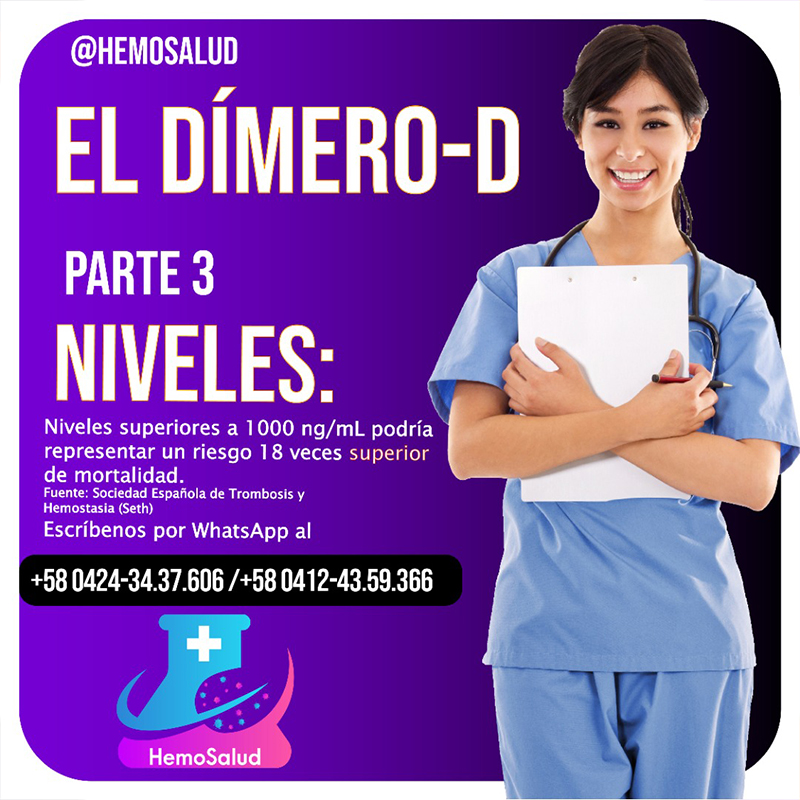 @HEMOSALUD
EL DÍMERO-D
PARTE 3
NIVELES:
Niveles superiores a 1000 ng/mL podría
representar un riesgo 18 veces superior
de mortalidad.
Fuente: Sociedad Española de Trombosis y
Hemostasia (Seth)
Escríbenos por WhatsApp al
+58 0424-34.37.606 /+58 0412-43.59.366
HemoSalud